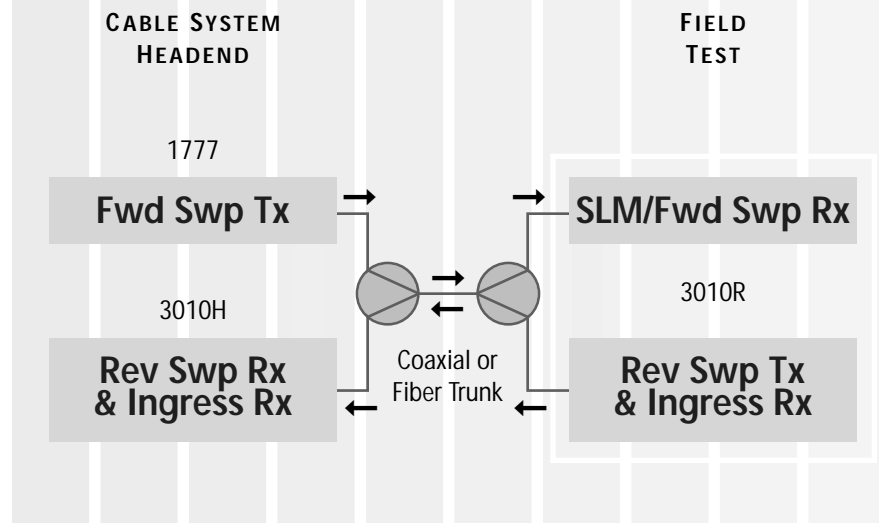 CABLE SYSTEM
HEADEND
FIELD
TEST
1777
Fwd Swp Tx
SLM/Fwd Swp Rx
3010H
3010R
Rev Swp Rx
& Ingress Rx
Coaxial or
Fiber Trunk
Rev Swp Tx
& Ingress Rx